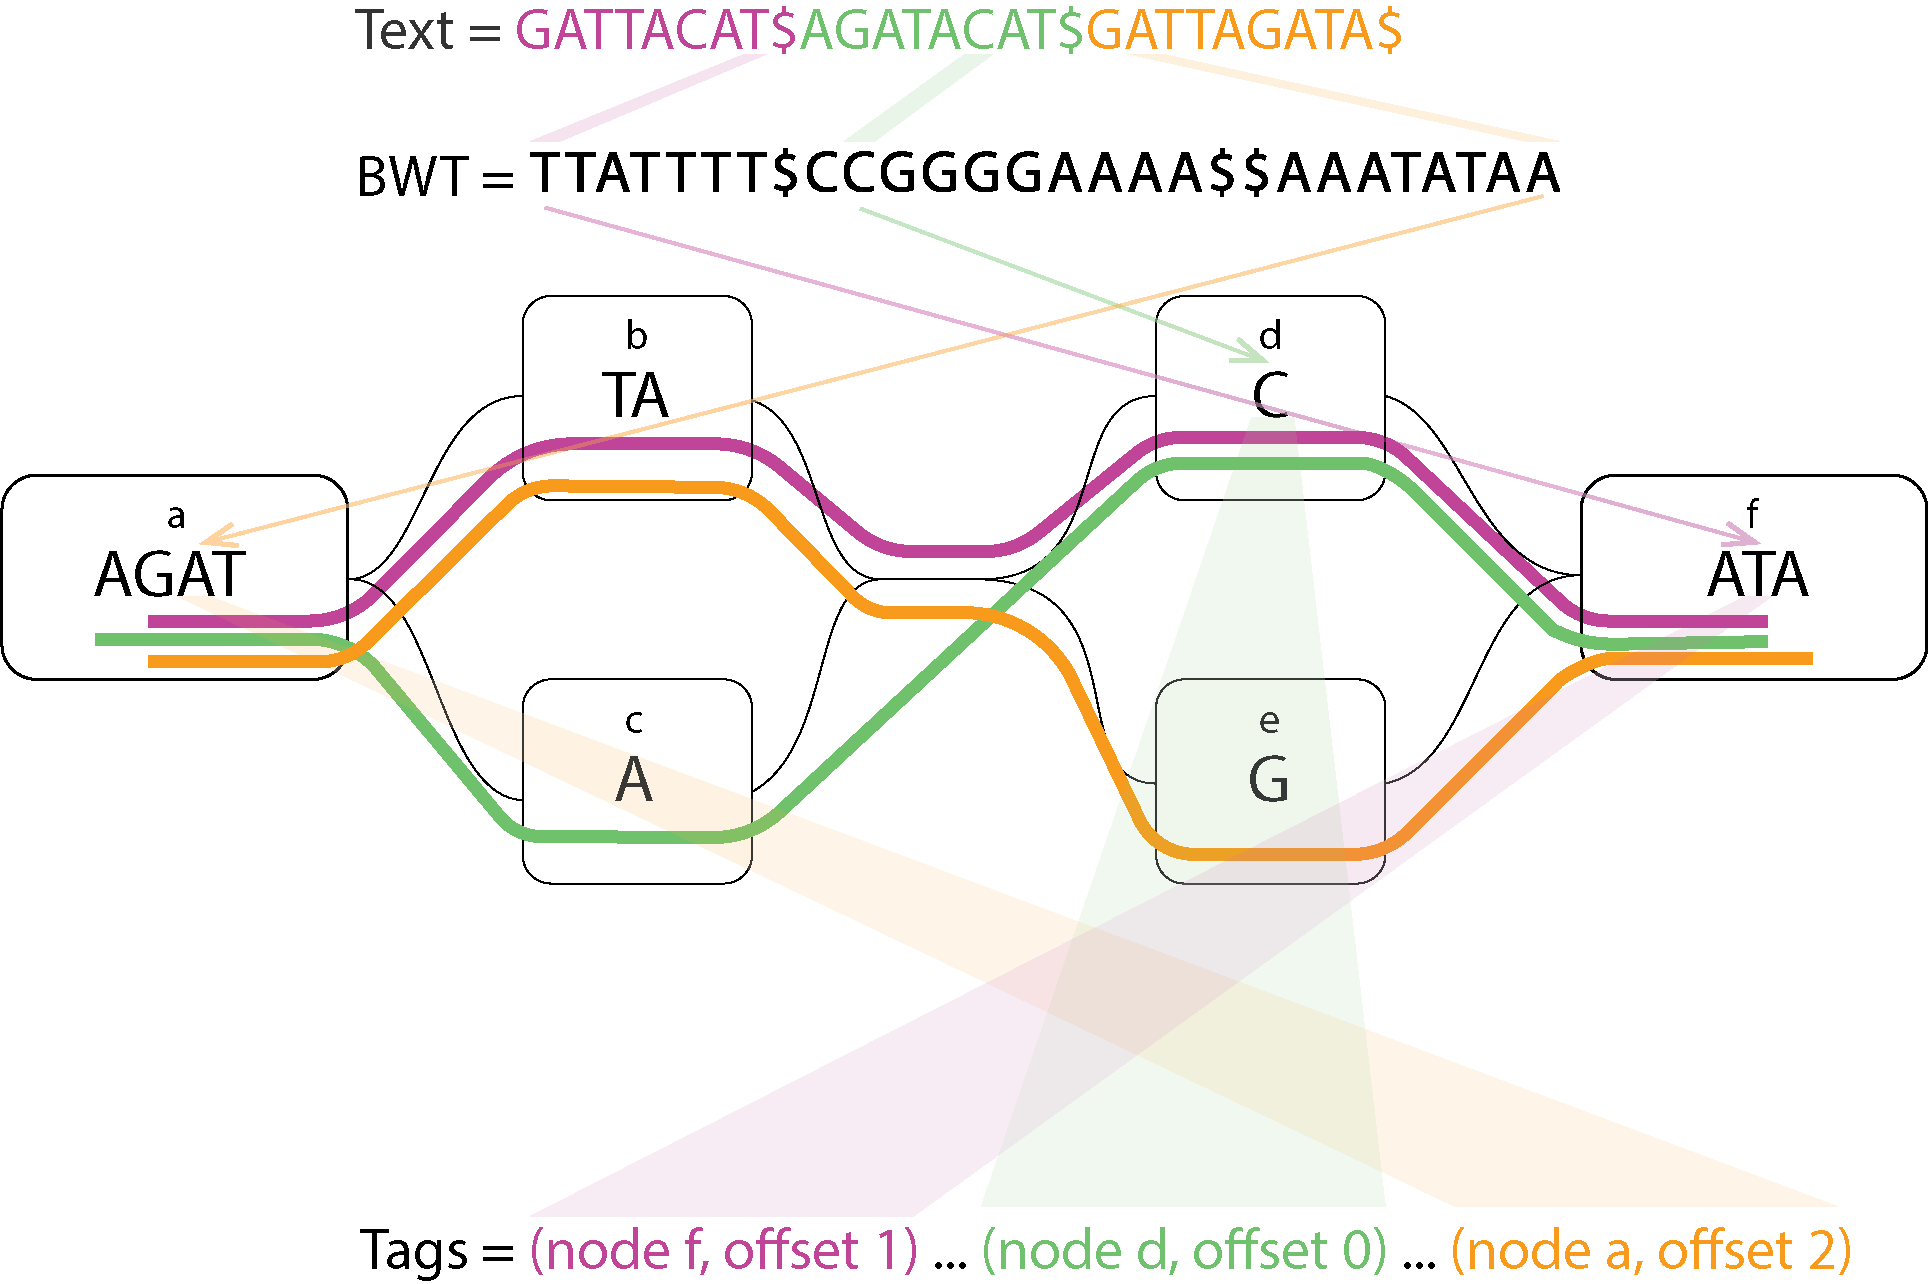 Text = GATTACAT$AGATACAT$GATTAGATA$
BWT = TTATTTT$CCGGGGAAAA$$AAATATAA
b
TA
d
C
a
AGAT
f
ATA
c
A
e
G
Tags = (node f, offset 1) ... (node d, offset 0) ... (node a, offset 2)